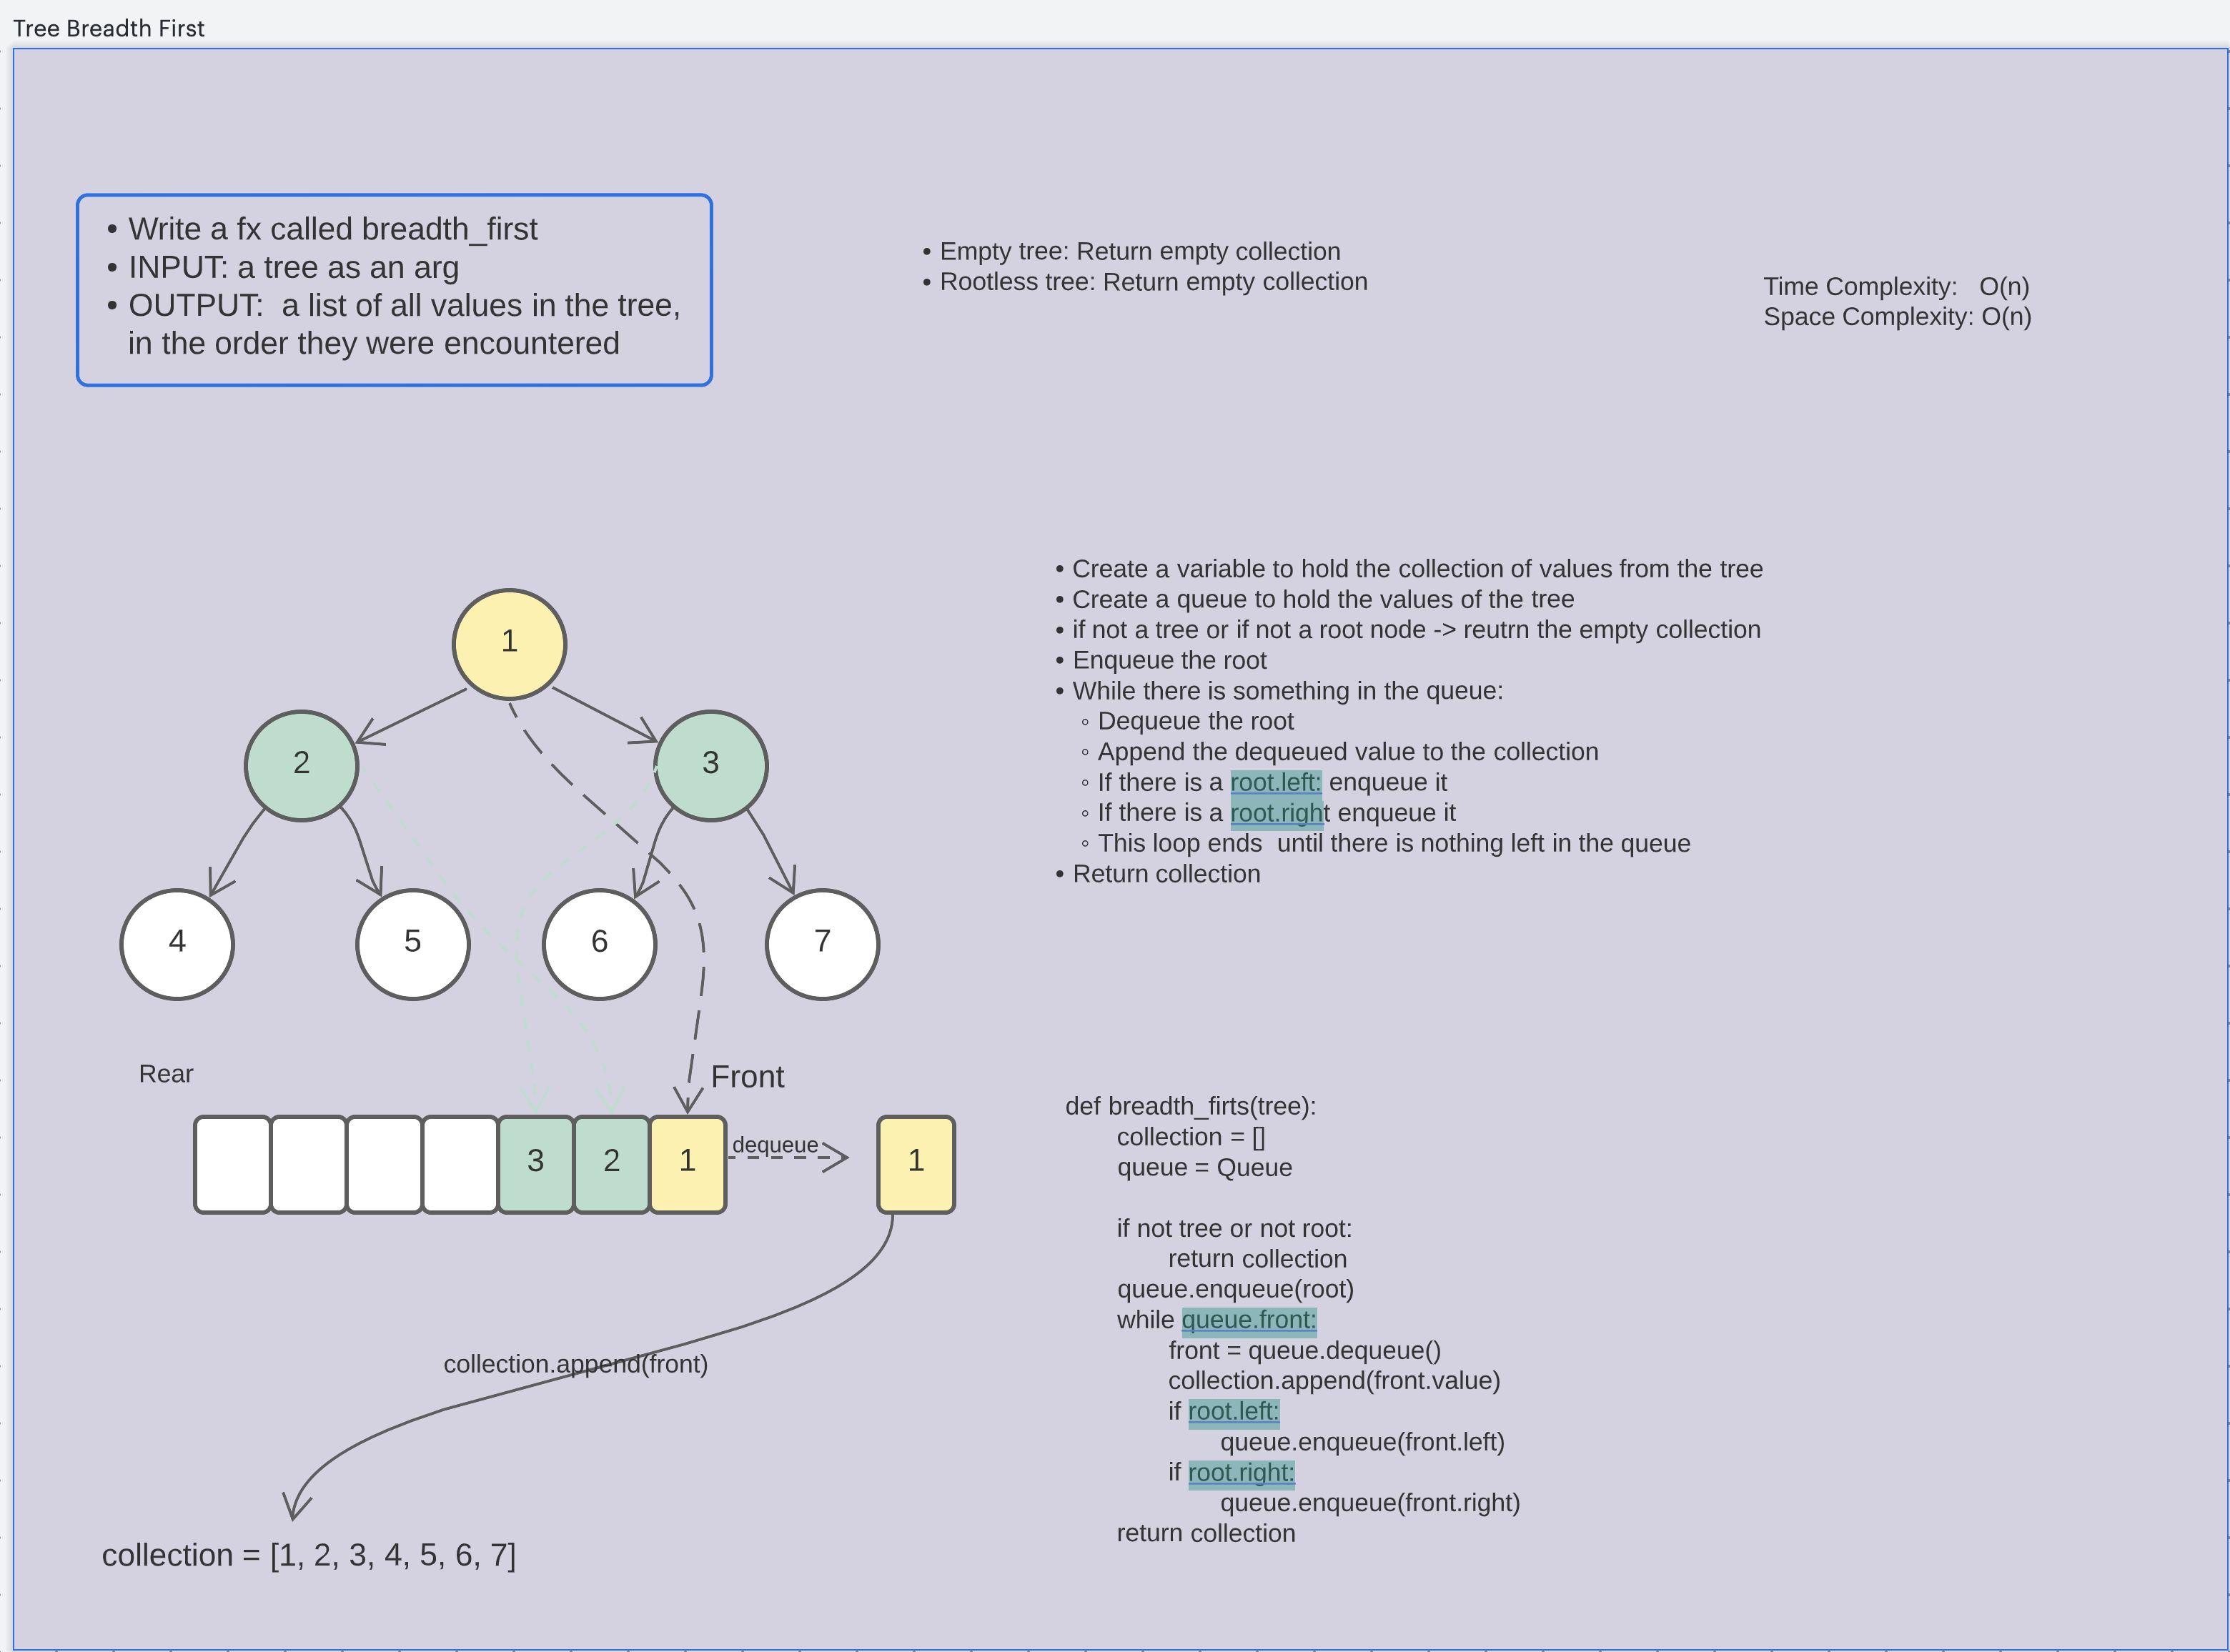 Tree Breadth First
• Write a fx called breadth_first
• INPUT: a tree as an arg
• OUTPUT:  a list of all values in the tree,
in the order they were encountered
• Empty tree: Return empty collection
• Rootless tree: Return empty collection
Time Complexity:   O(n)
Space Complexity: O(n)
1
2
3
4
5
6
7
Rear
Front
3
2
1
dequeue
1
collection.append(front)
collection = [1, 2, 3, 4, 5, 6, 7]
• Create a variable to hold the collection of values from the tree
• Create a queue to hold the values of the tree
• if not a tree or if not a root node -> reutrn the empty collection
• Enqueue the root
• While there is something in the queue:
◦ Dequeue the root
◦ Append the dequeued value to the collection
◦ If there is a root.left: enqueue it
◦ If there is a root.right enqueue it
◦ This loop ends  until there is nothing left in the queue
• Return collection
def breadth_firts(tree):
collection = []
queue = Queue
if not tree or not root:
return collection
queue.enqueue(root)
while queue.front:
front = queue.dequeue()
collection.append(front.value)
if root.left:
queue.enqueue(front.left)
if root.right:
queue.enqueue(front.right)
return collection